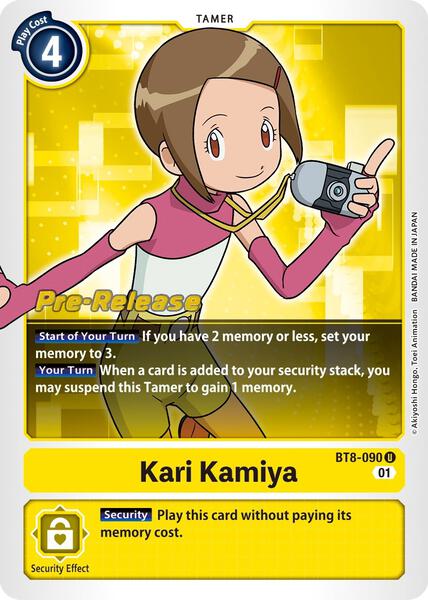 Play Cost
4
TAMER
Pre-Release
Start of Your Turn If you have 2 memory or less, set your
memory to 3.
Your Turn When a card is added to your security stack, you
may suspend this Tamer to gain 1 memory.
©Akiyoshi Hongo, Toei Animation BANDAI MADE IN JAPAN
BT8-090 U
Kari Kamiya
01
Security Play this card without paying its
memory cost.
Security Effect